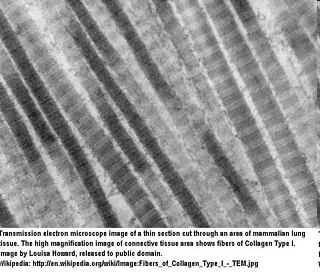 Transmission electron microscope image of a thin section cut through an area of mammalian lung
tissue. The high magnification image of connective tissue area shows fibers of Collagen Type I.
Image by Louisa Howard, released to public domain.
Wikipedia: http://en.wikipedia.org/wiki/Image:Fibers_of_Collagen_Type_I_-_TEM.jpg